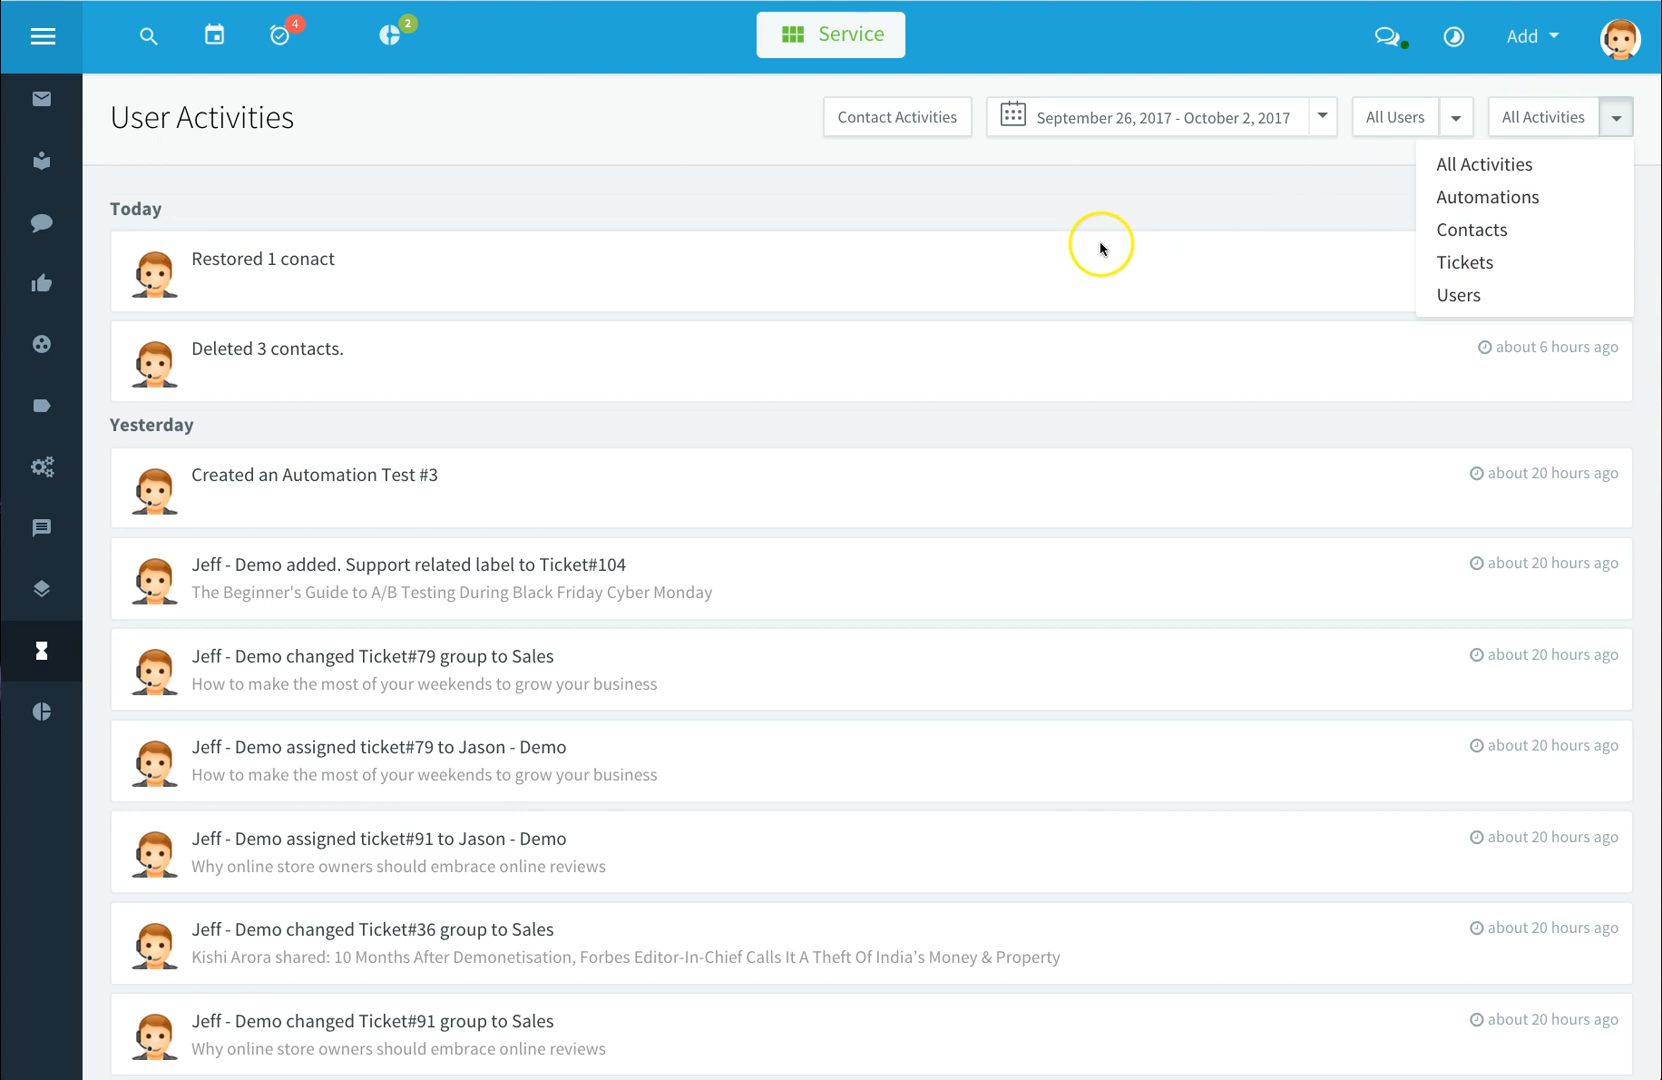 4
2
Service
Add
User Activities
Contact Activities
September 26, 2017 - October 2, 2017
All Users
All Activities
All Activities
Automations
Contacts
Tickets
Users
Today
Restored 1 conact
Deleted 3 contacts.
about 6 hours ago
Yesterday
Created an Automation Test #3
about 20 hours ago
Jeff - Demo added. Support related label to Ticket#104
about 20 hours ago
The Beginner's Guide to A/B Testing During Black Friday Cyber Monday
Jeff - Demo changed Ticket#79 group to Sales
about 20 hours ago
How to make the most of your weekends to grow your business
Jeff - Demo assigned ticket#79 to Jason - Demo
about 20 hours ago
How to make the most of your weekends to grow your business
Jeff - Demo assigned ticket#91 to Jason - Demo
about 20 hours ago
Why online store owners should embrace online reviews
Jeff - Demo changed Ticket#36 group to Sales
about 20 hours ago
Kishi Arora shared: 10 Months After Demonetisation, Forbes Editor-In-Chief Calls It A Theft Of India’s Money & Property
Jeff - Demo changed Ticket#91 group to Sales
about 20 hours ago
Why online store owners should embrace online reviews